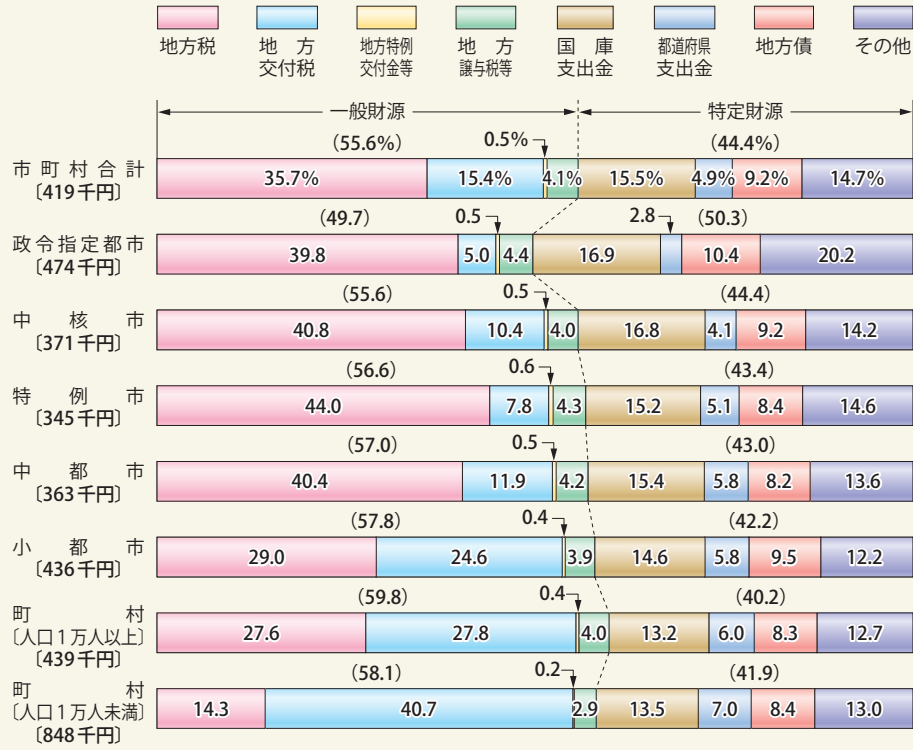 地方税
地方
交付税
地方特例
交付金等
地方
譲与税等
国庫
支出金
都道府県
支出金
地方債
その他
一般財源
特定財源
市町村合計
〔419千円〕
(55.6%)
0.5%
(44.4%)
35.7%
15.4%
4.1%
15.5%
4.9%
9.2%
14.7%
政令指定都市
〔474千円〕
(49.7)
0.5
2.8
(50.3)
39.8
5.0
4.4
16.9
10.4
20.2
中核市
〔371千円〕
(55.6)
0.5
(44.4)
40.8
10.4
4.0
16.8
4.1
9.2
14.2
特例市
〔345千円〕
(56.6)
0.6
(43.4)
44.0
7.8
4.3
15.2
5.1
8.4
14.6
中都市
〔363千円〕
(57.0)
0.5
(43.0)
40.4
11.9
4.2
15.4
5.8
8.2
13.6
小都市
〔436千円〕
(57.8)
0.4
(42.2)
29.0
24.6
3.9
14.6
5.8
9.5
12.2
町村
〔人口1万人以上〕
〔439千円〕
(59.8)
0.4
(40.2)
27.6
27.8
4.0
13.2
6.0
8.3
12.7
町村
〔人口1万人未満〕
〔848千円〕
(58.1)
0.2
(41.9)
14.3
40.7
2.9
13.5
7.0
8.4
13.0